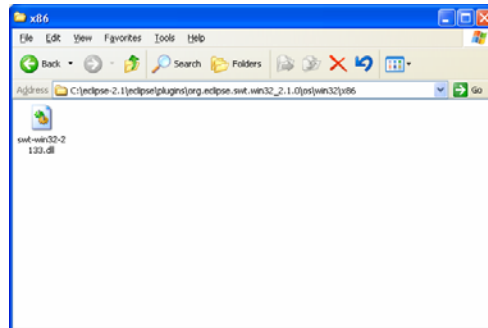 x86
File Edit View Favorites Tools Help
Back Search Folders
Address C:\eclipse-2.1\eclipse\plugins\org.eclipse.swt.win32_2.1.0\os\win32\x86 Go
swt-win32-2
133.dll